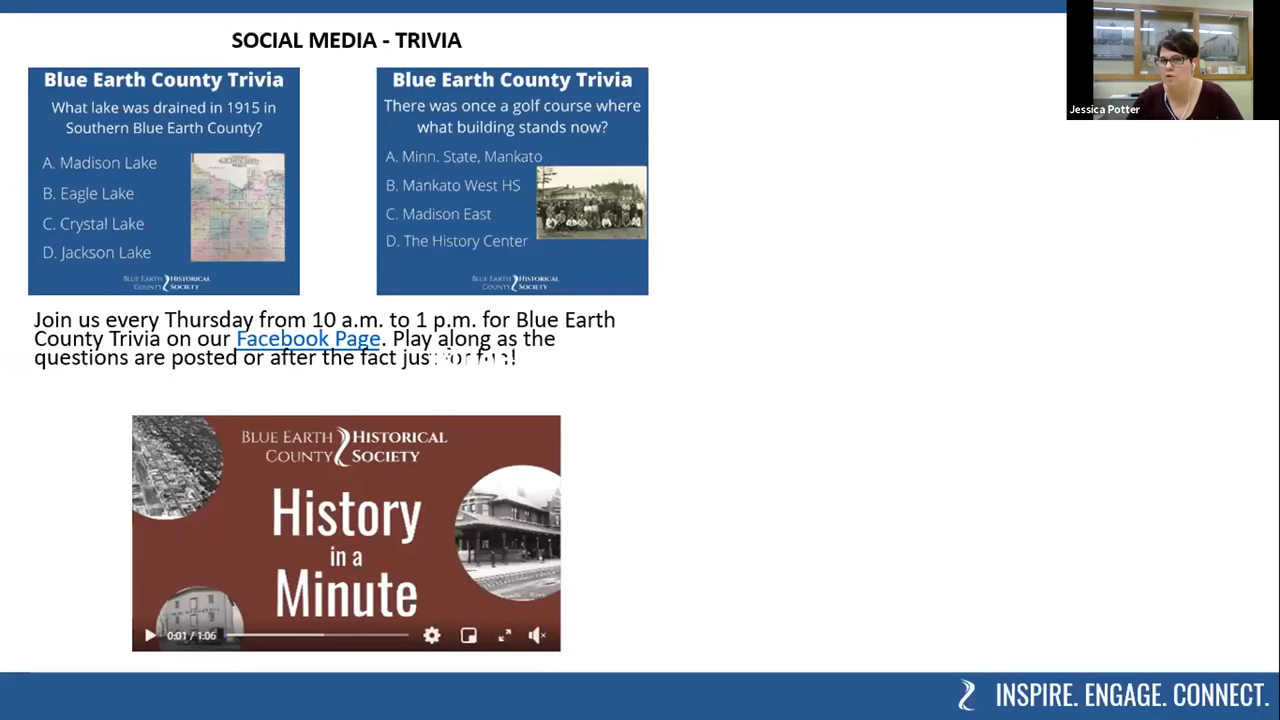 SOCIAL MEDIA - TRIVIA
Blue Earth County Trivia
What lake was drained in 1915 in
Southern Blue Earth County?
A. Madison Lake
B. Eagle Lake
C. Crystal Lake
D. Jackson Lake
BLUE EARTH HISTORICAL
COUNTY SOCIETY
Blue Earth County Trivia
There was once a golf course where
what building stands now?
A. Minn. State, Mankato
B. Mankato West HS
C. Madison East
D. The History Center
BLUE EARTH HISTORICAL
COUNTY SOCIETY
Jessica Potter
Join us every Thursday from 10 a.m. to 1 p.m. for Blue Earth
County Trivia on our Facebook Page. Play along as the
questions are posted or after the fact just for fun!
BLUE EARTH HISTORICAL
COUNTY SOCIETY
History
in a
Minute
0:01 / 1:06
INSPIRE. ENGAGE. CONNECT.